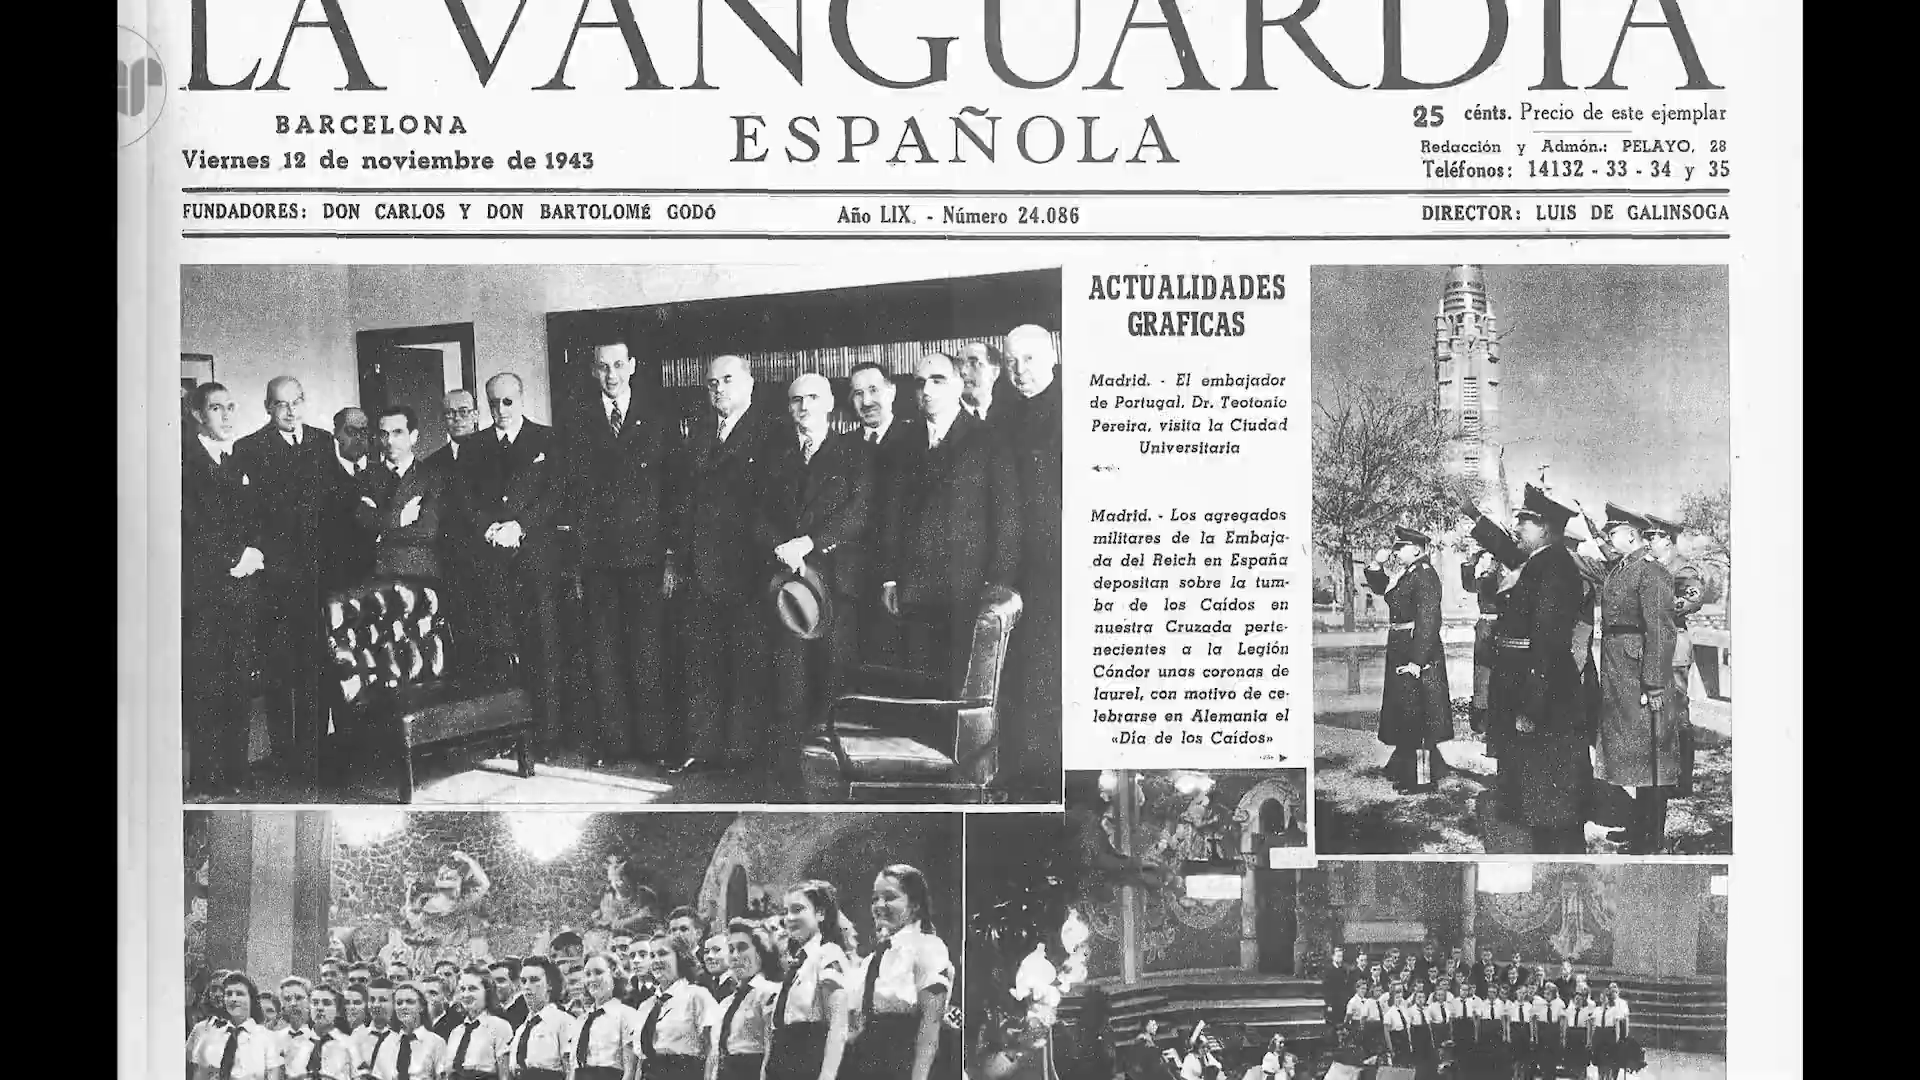 LA VANGUARDIA
ESPAÑOLA
BARCELONA
Viernes 12 de noviembre de 1943
25 cénts. Precio de este ejemplar
Redacción y Admón.: PELAYO, 28
Teléfonos: 14132 - 33 - 34 y 35
FUNDADORES: DON CARLOS Y DON BARTOLOMÉ GODÓ
Año LIX. - Número 24.086
DIRECTOR: LUIS DE GALINSOGA
ACTUALIDADES
GRAFICAS
Madrid. - El embajador
de Portugal, Dr. Teotonio
Pereira, visita la Ciudad
Universitaria
Madrid. - Los agregados
militares de la Embaja-
da del Reich en España
depositan sobre la tum-
ba de los Caídos en
nuestra Cruzada perte-
necientes a la Legión
Cóndor unas coronas de
laurel, con motivo de ce-
lebrarse en Alemania el
«Día de los Caídos»